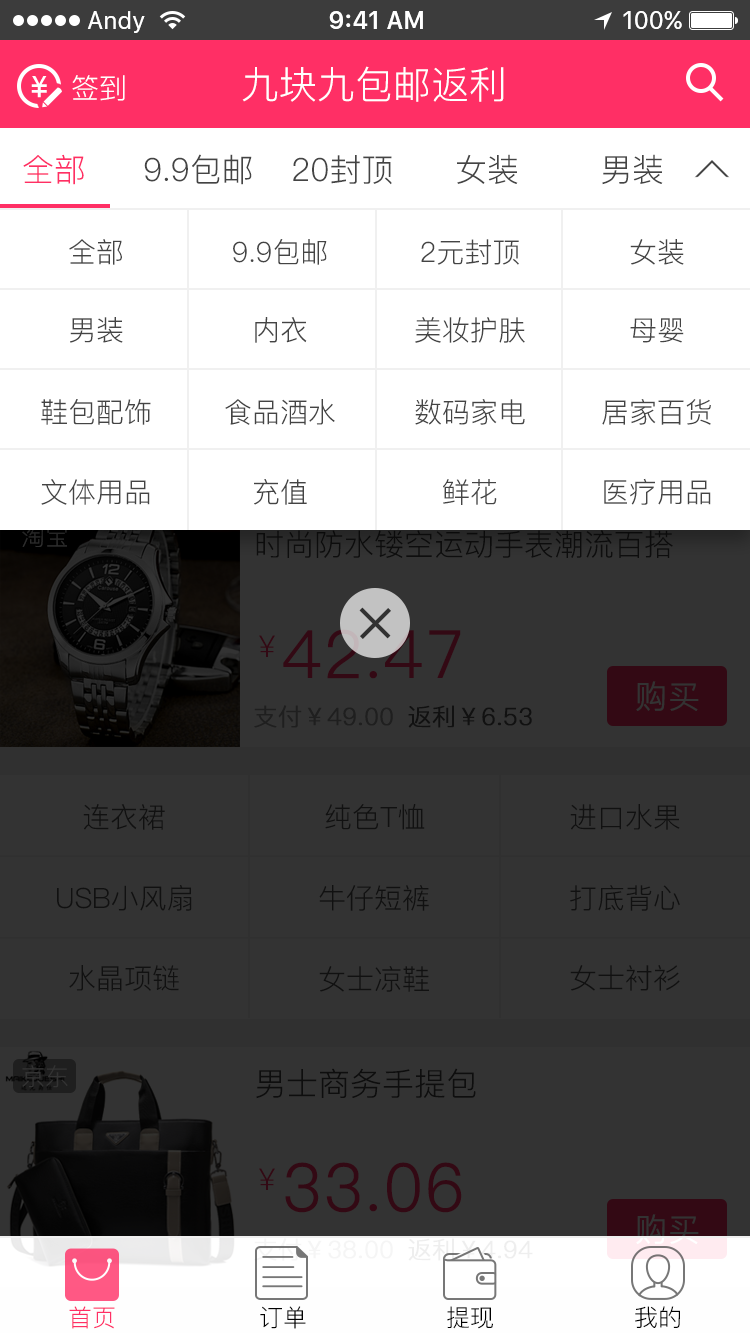 Andy 9:41 AM 100%
签到 九块九包邮返利
全部 9.9包邮 20封顶 女装 男装
全部 9.9包邮 2元封顶 女装
男装 内衣 美妆护肤 母婴
鞋包配饰 食品酒水 数码家电 居家百货
文体用品 充值 鲜花 医疗用品
淘宝 时尚防水镂空运动手表潮流百搭
¥42.47
支付¥49.00 返利¥6.53 购买
连衣裙 纯色T恤 进口水果
USB小风扇 牛仔短裤 打底背心
水晶项链 女士凉鞋 女士衬衫
京东 男士商务手提包
¥33.06
支付¥38.00 返利¥4.94 购买
首页 订单 提现 我的